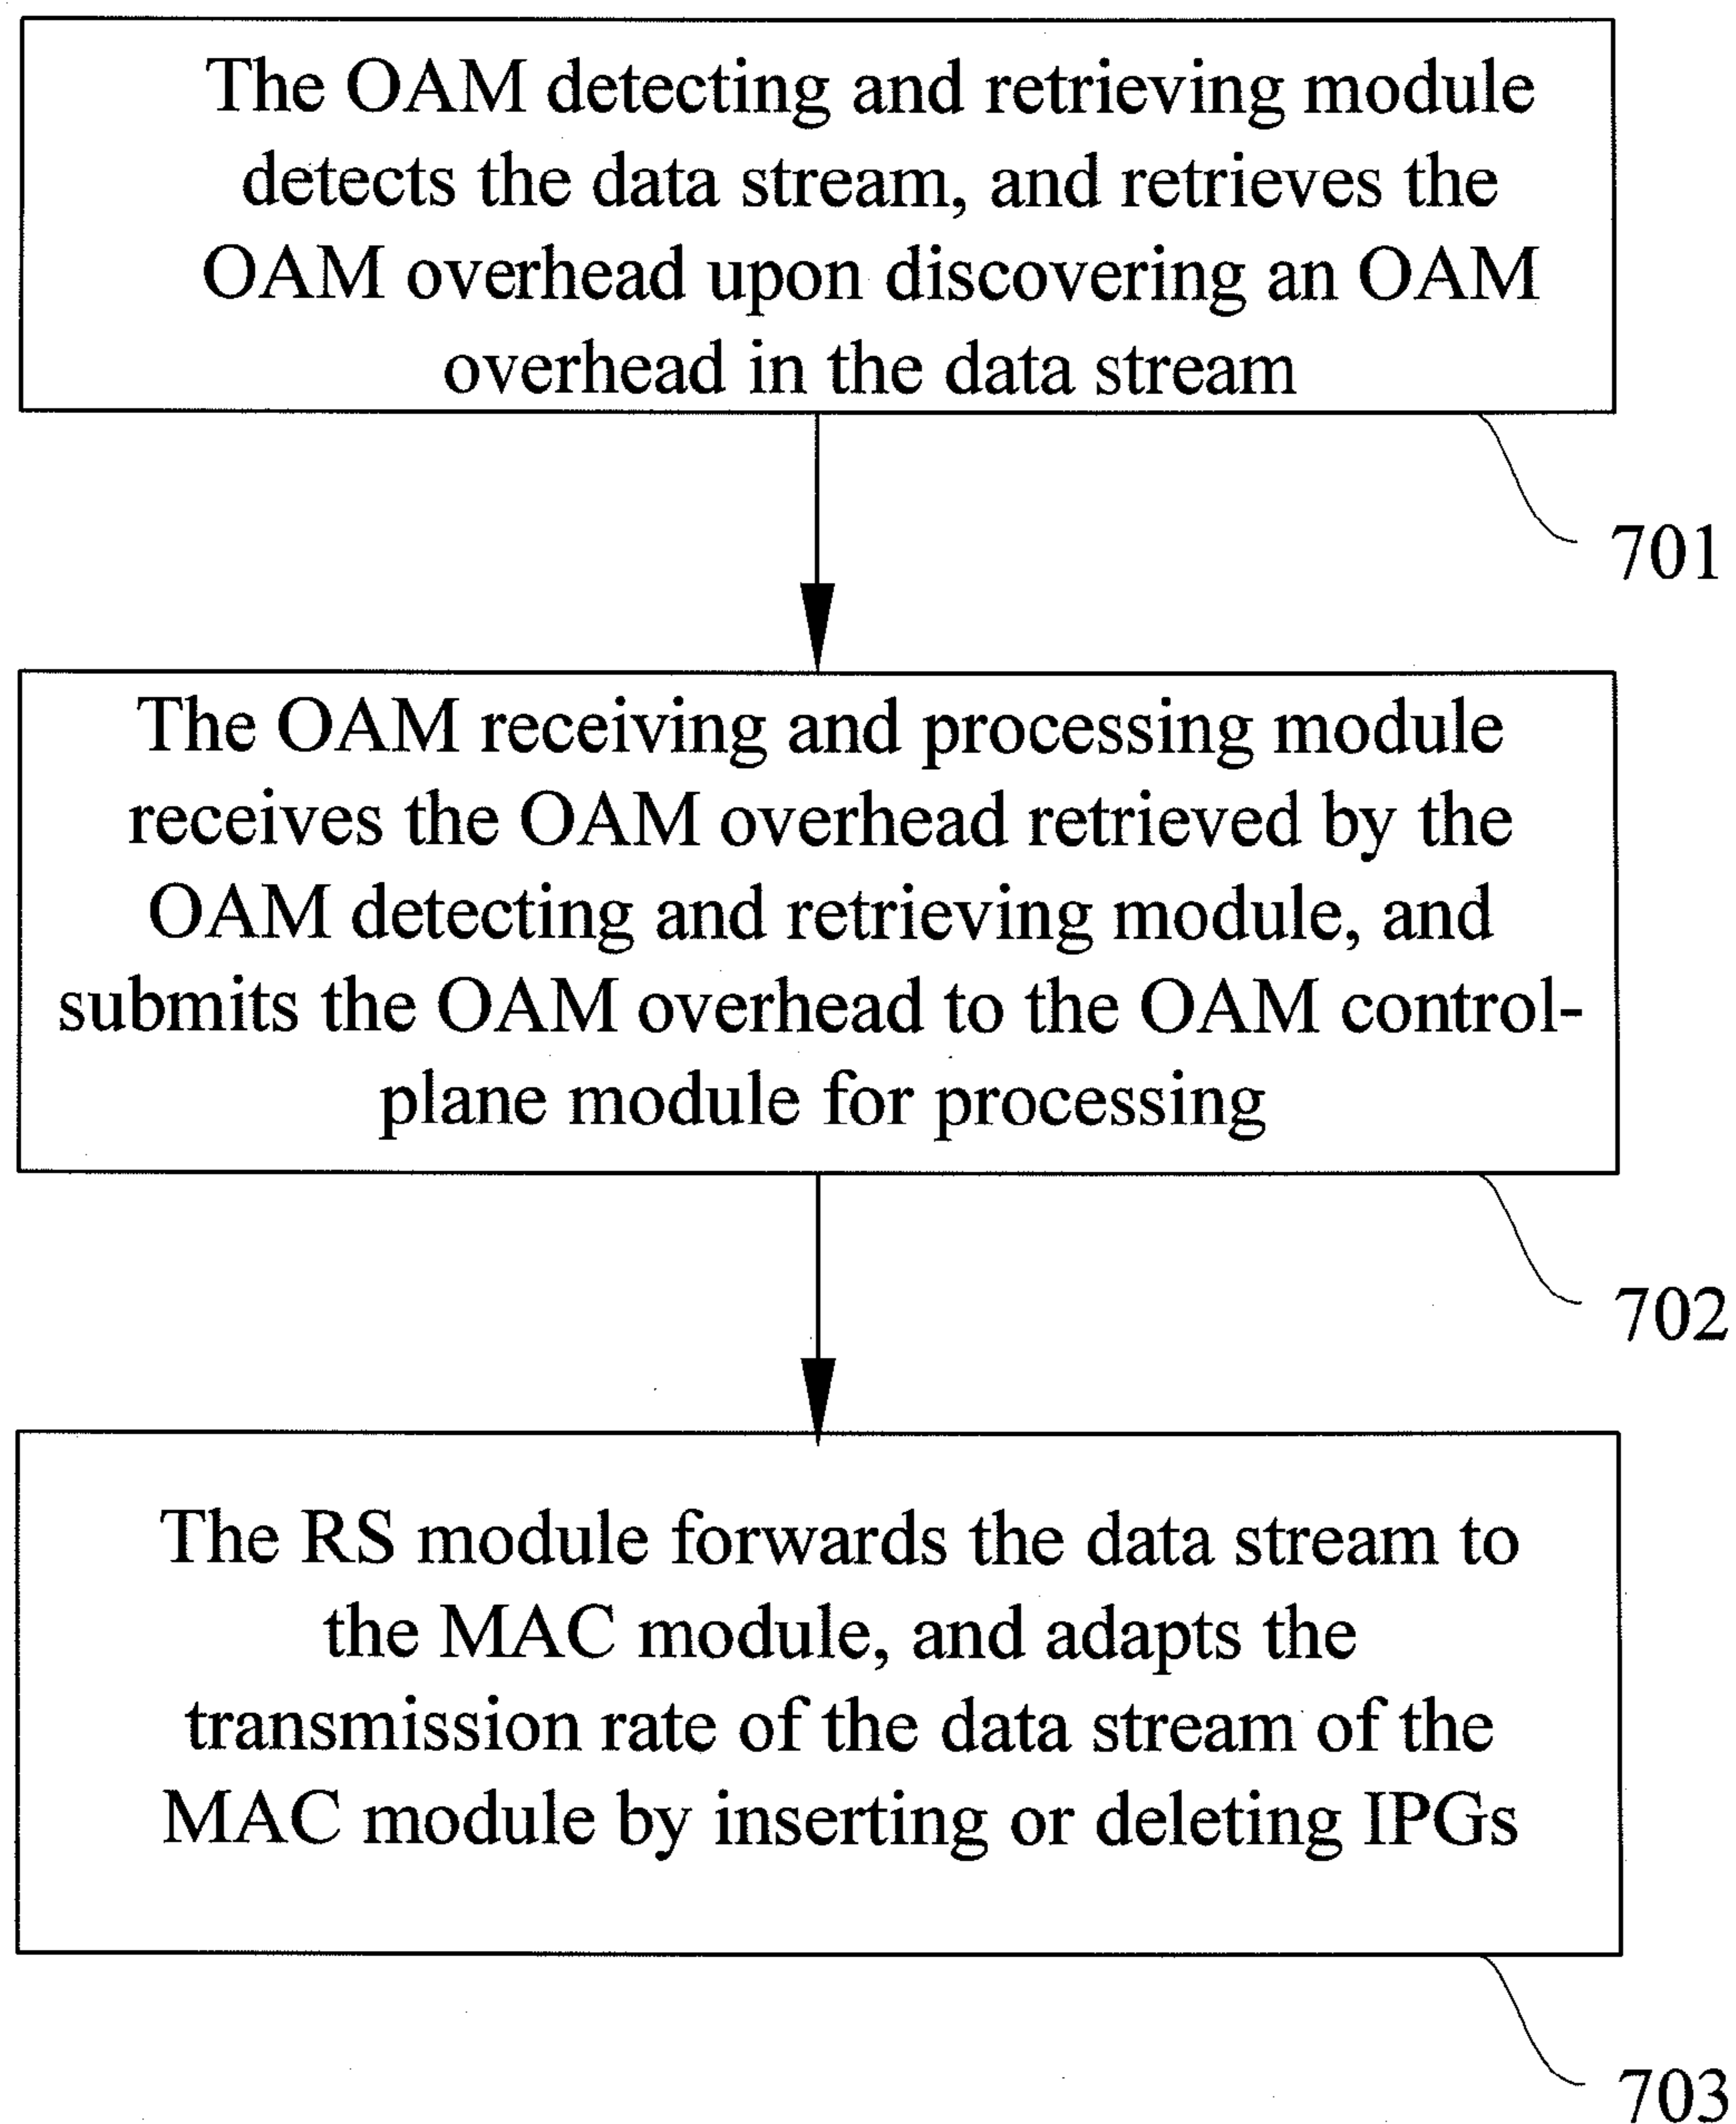 The OAM detecting and retrieving module
detects the data stream, and retrieves the
OAM overhead upon discovering an OAM
overhead in the data stream
701
The OAM receiving and processing module
receives the OAM overhead retrieved by the
OAM detecting and retrieving module, and
submits the OAM overhead to the OAM control-
plane module for processing
702
The RS module forwards the data stream to
the MAC module, and adapts the
transmission rate of the data stream of the
MAC module by inserting or deleting IPGs
703